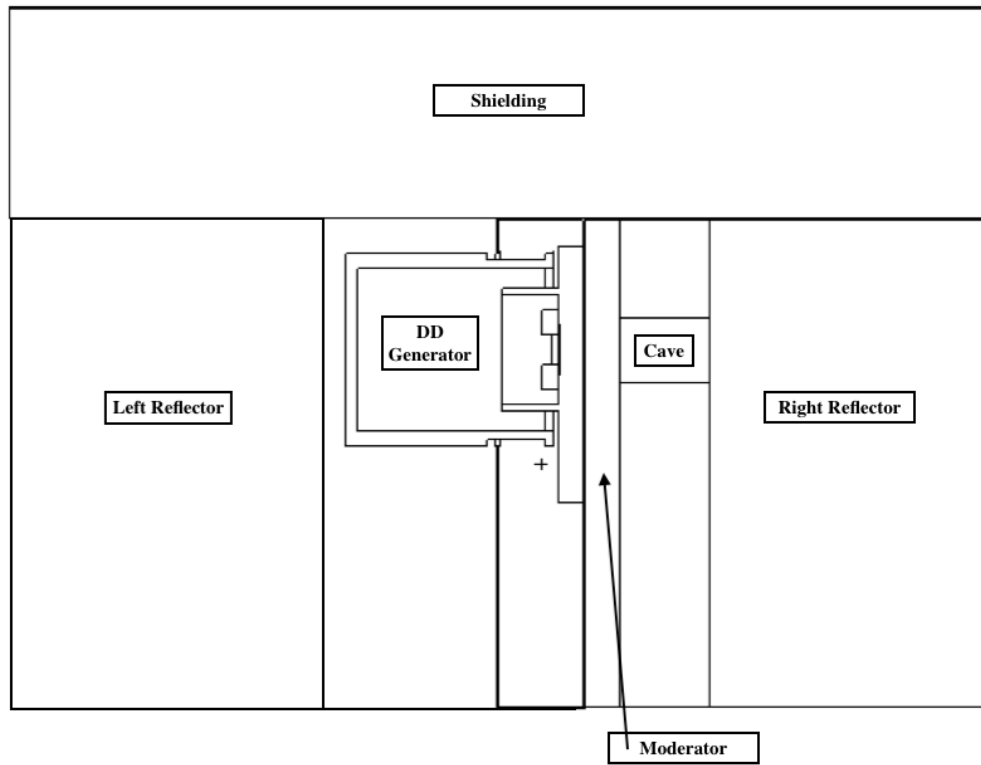 Shielding
DD
Generator
Cave
Left Reflector
Right Reflector
+
Moderator